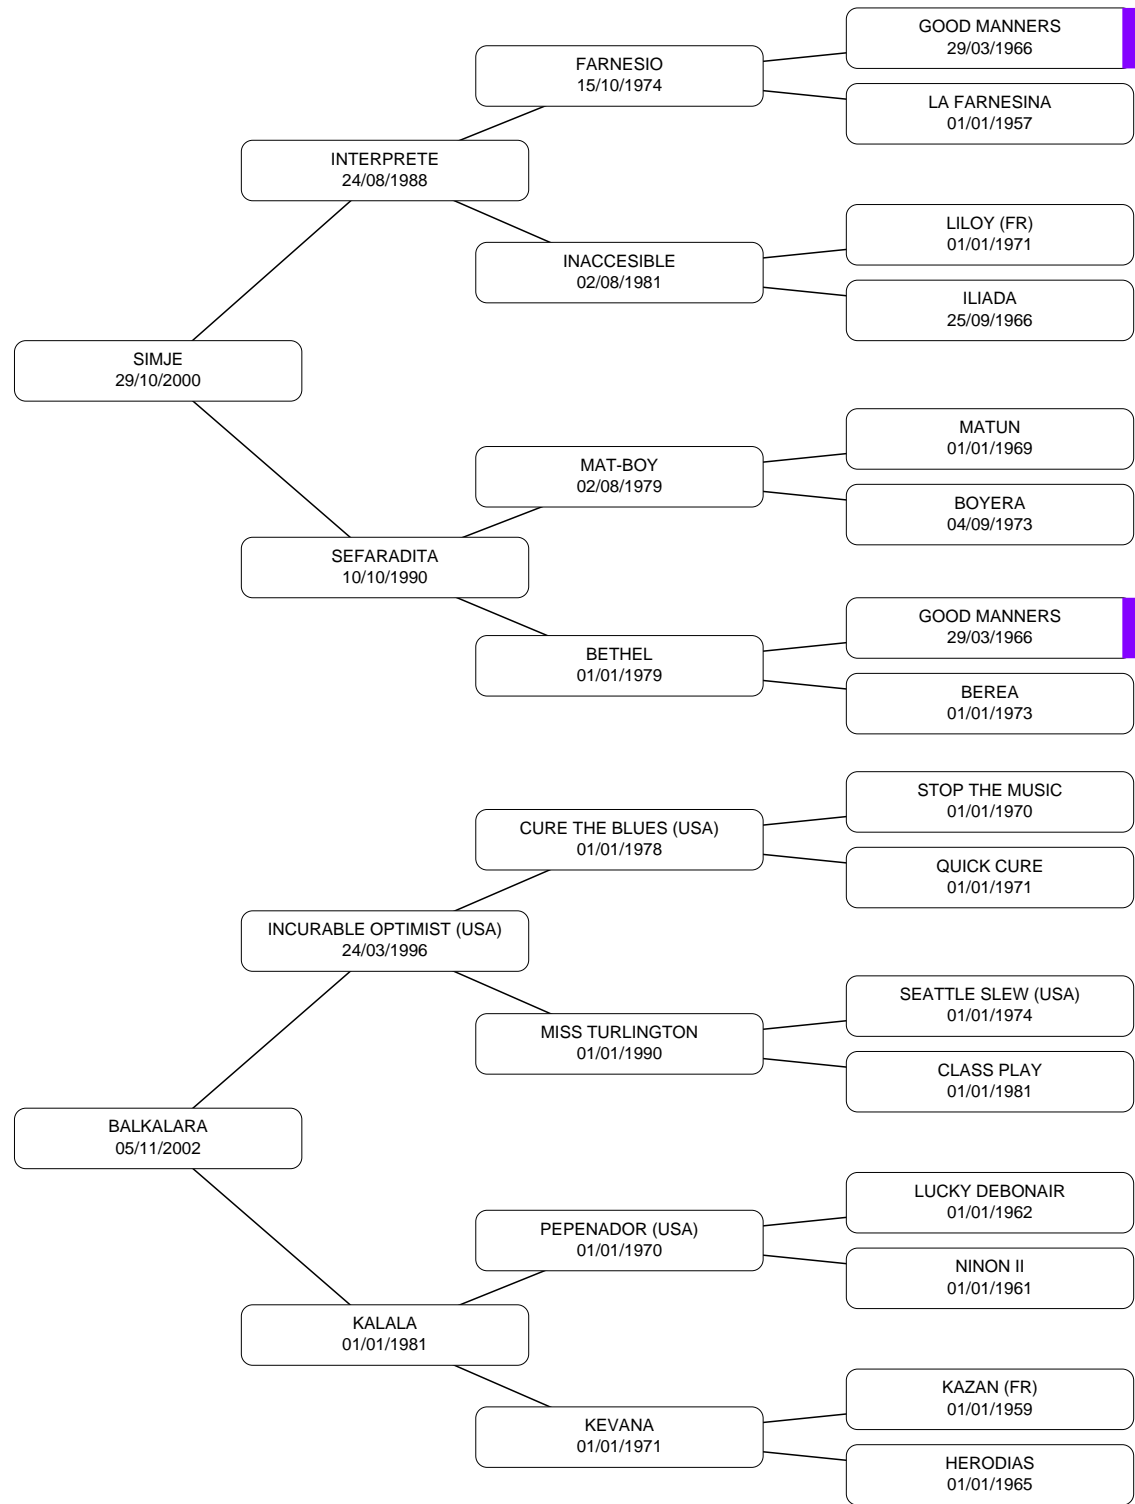 GOOD MANNERS
29/03/1966
FARNESIO
15/10/1974
LA FARNESINA
01/01/1957
INTERPRETE
24/08/1988
LILOY (FR)
01/01/1971
INACCESIBLE
02/08/1981
ILIADA
25/09/1966
SIMJE
29/10/2000
MATUN
01/01/1969
MAT-BOY
02/08/1979
BOYERA
04/09/1973
SEFARADITA
10/10/1990
GOOD MANNERS
29/03/1966
BETHEL
01/01/1979
BEREA
01/01/1973
STOP THE MUSIC
01/01/1970
CURE THE BLUES (USA)
01/01/1978
QUICK CURE
01/01/1971
INCURABLE OPTIMIST (USA)
24/03/1996
SEATTLE SLEW (USA)
01/01/1974
MISS TURLINGTON
01/01/1990
CLASS PLAY
01/01/1981
BALKALARA
05/11/2002
LUCKY DEBONAIR
01/01/1962
PEPENADOR (USA)
01/01/1970
NINON II
01/01/1961
KALALA
01/01/1981
KAZAN (FR)
01/01/1959
KEVANA
01/01/1971
HERODIAS
01/01/1965